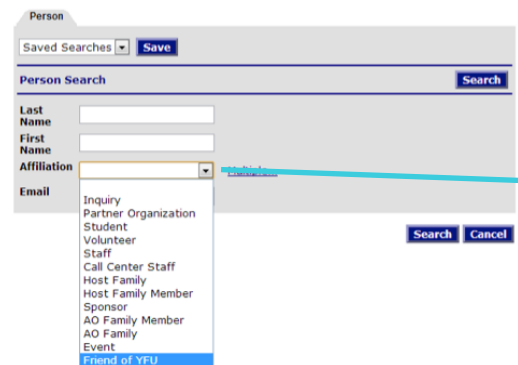 Person
Saved Searches Save
Person Search Search
Last Name
First Name
Affiliation
Email
Inquiry
Partner Organization
Student
Volunteer
Staff
Call Center Staff
Host Family
Host Family Member
Sponsor
AO Family Member
AO Family
Event
Friend of YFU
Search Cancel